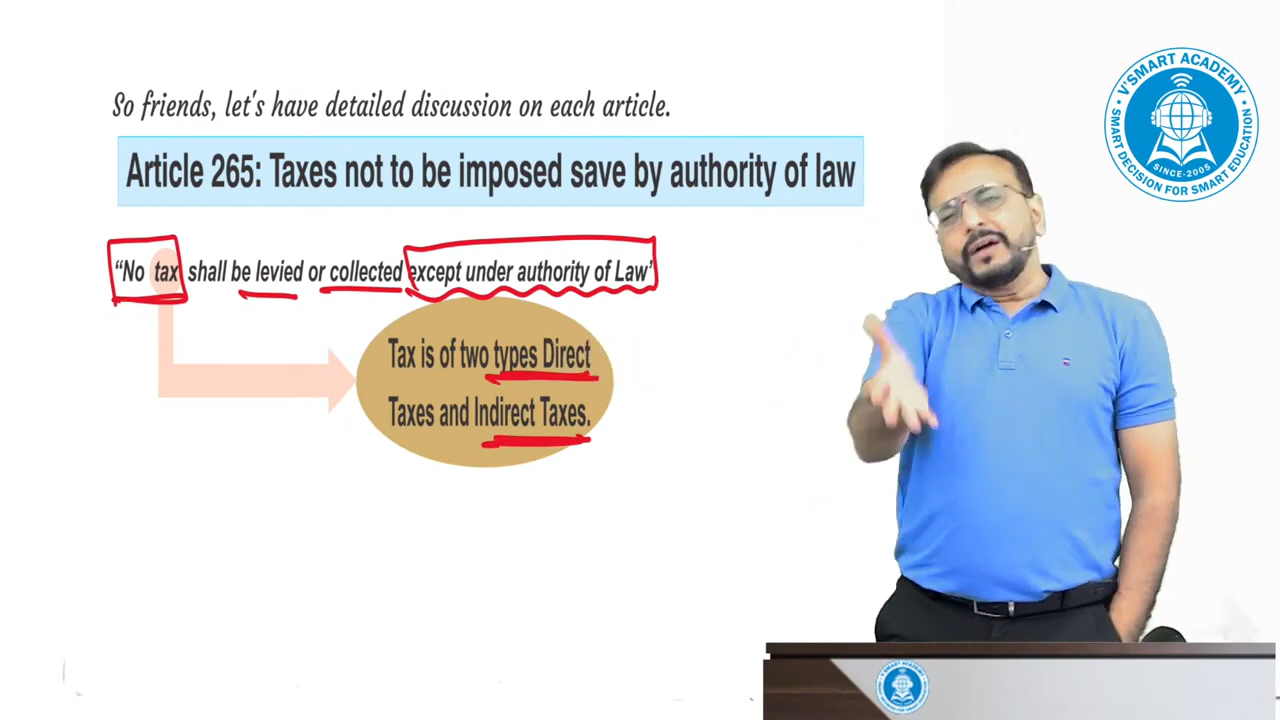 So friends, let's have detailed discussion on each article.
Article 265: Taxes not to be imposed save by authority of law
“No tax shall be levied or collected except under authority of Law’
Tax is of two types Direct
Taxes and Indirect Taxes.
V'SMART ACADEMY
SINCE-2005
SMART DECISION FOR SMART EDUCATION